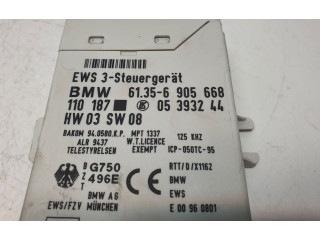 EWS 3-Steuergerät
BMW 61.35-6 905 668
110 187 05 3932 44
HW 03 SW 08
BAKOM 94.0580.K.P. MPT 1337 125 KHZ
ALR 9437 W.T.LICENCE
TELESTYRELSEN EXEMPT ICP-050TC-95
BZT G750 496E RTT/D/X1162
BMW
BMW AG EWS
EWS/FZV MÜNCHEN E 00 96 0801